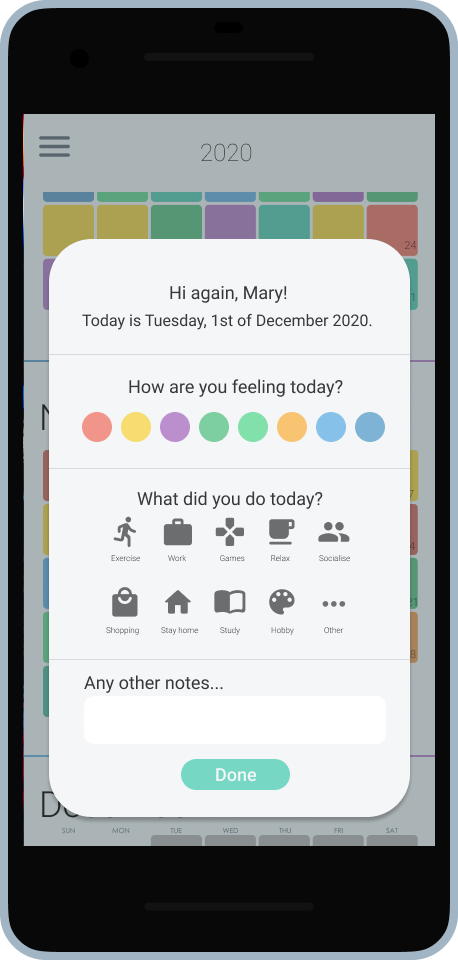 2020
24
Hi again, Mary!
Today is Tuesday, 1st of December 2020.
How are you feeling today?
What did you do today?
Exercise Work Games Relax Socialise
Shopping Stay home Study Hobby Other
Any other notes...
Done
SUN MON TUE WED THU FRI SAT